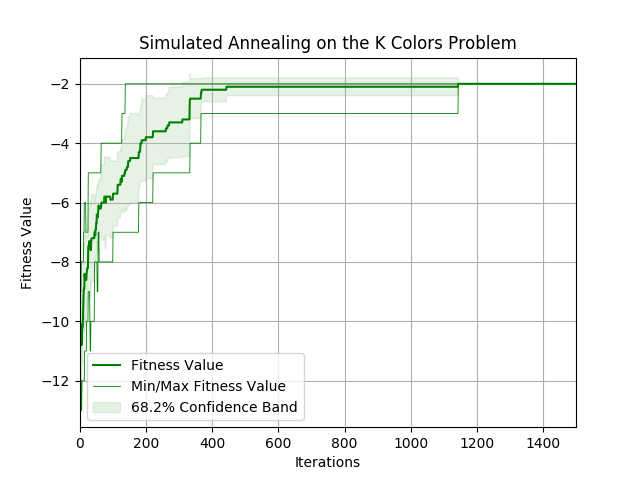 Simulated Annealing on the K Colors Problem
−2
−4
−6
−8
−10
−12
Fitness Value
Fitness Value
Min/Max Fitness Value
68.2% Confidence Band
0 200 400 600 800 1000 1200 1400
Iterations